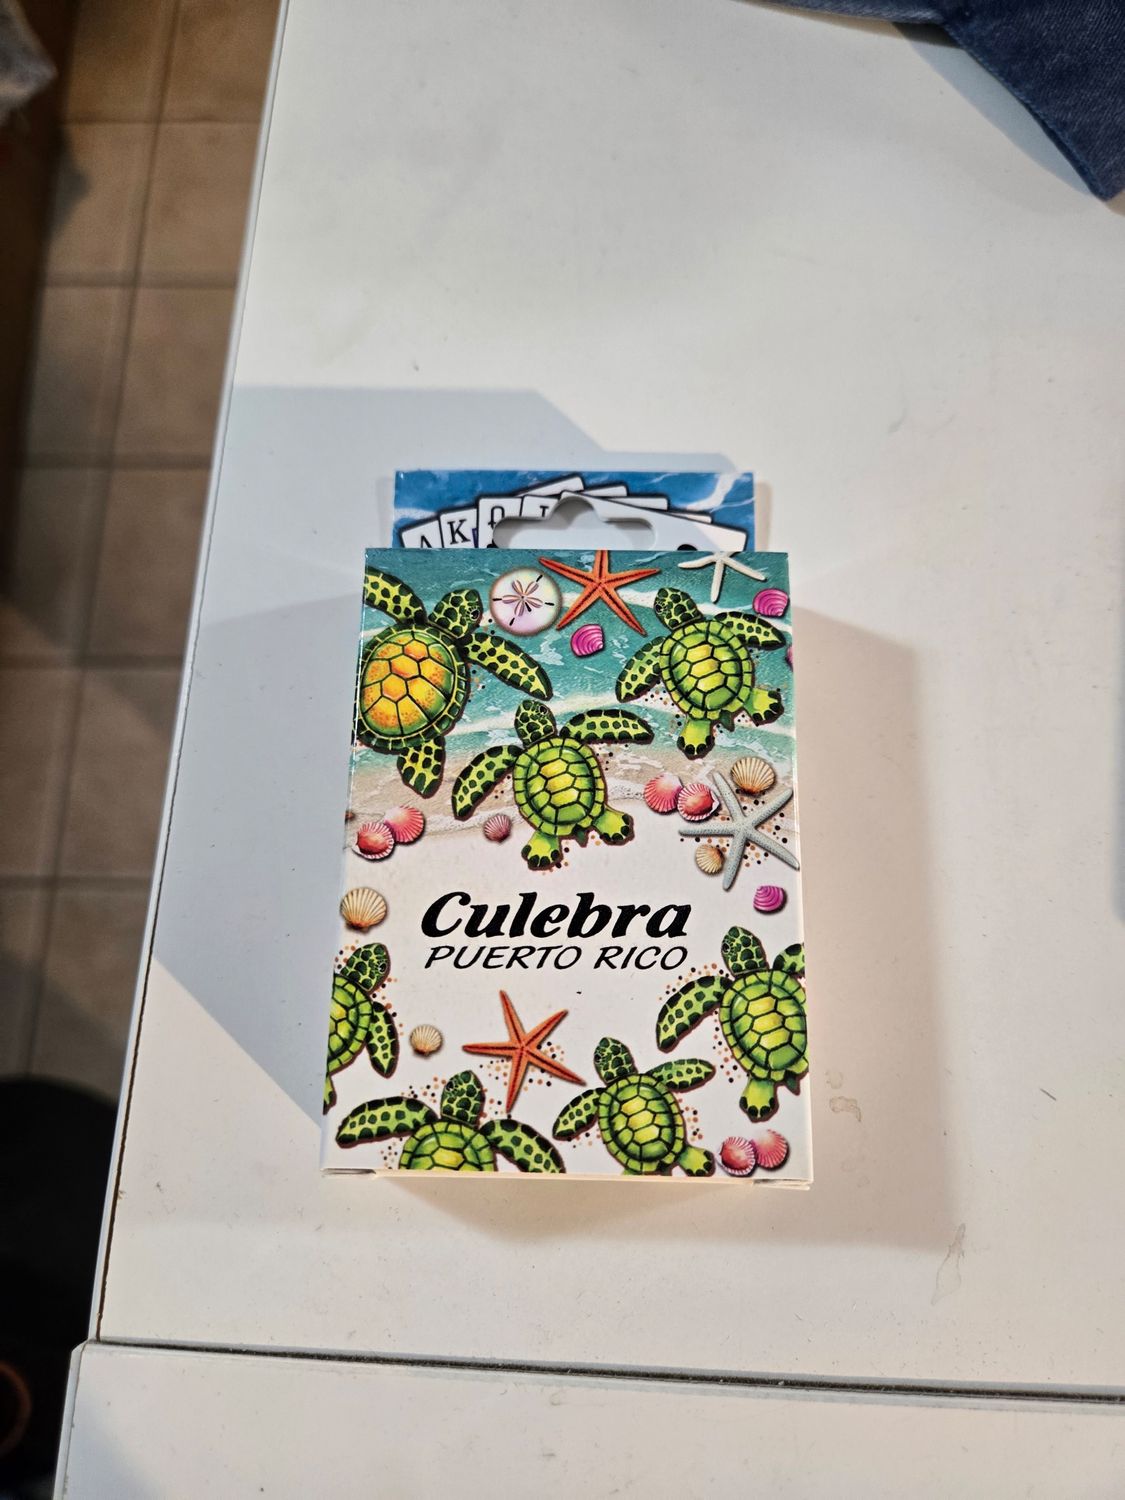 A K Q J
Culebra
PUERTO RICO